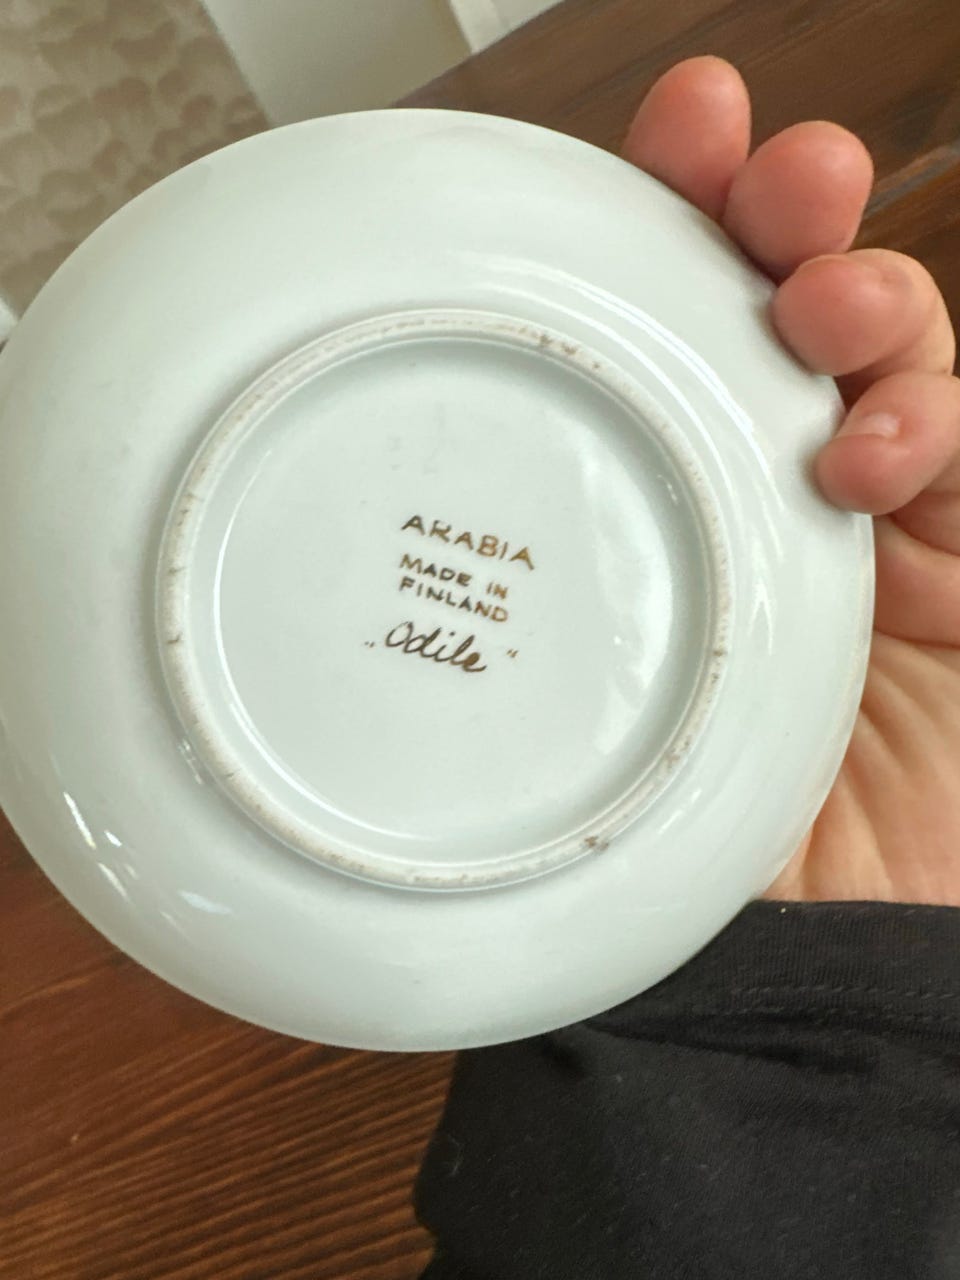 ARABIA
MADE IN
FINLAND
„Odile“